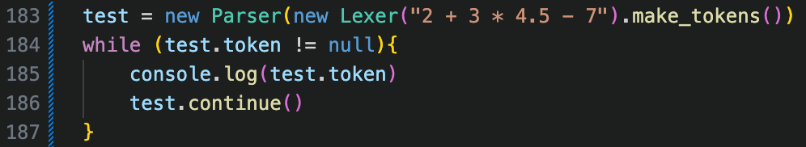 183 test = new Parser(new Lexer("2 + 3 * 4.5 - 7").make_tokens())
184 while (test.token != null){
185     console.log(test.token)
186     test.continue()
187 }